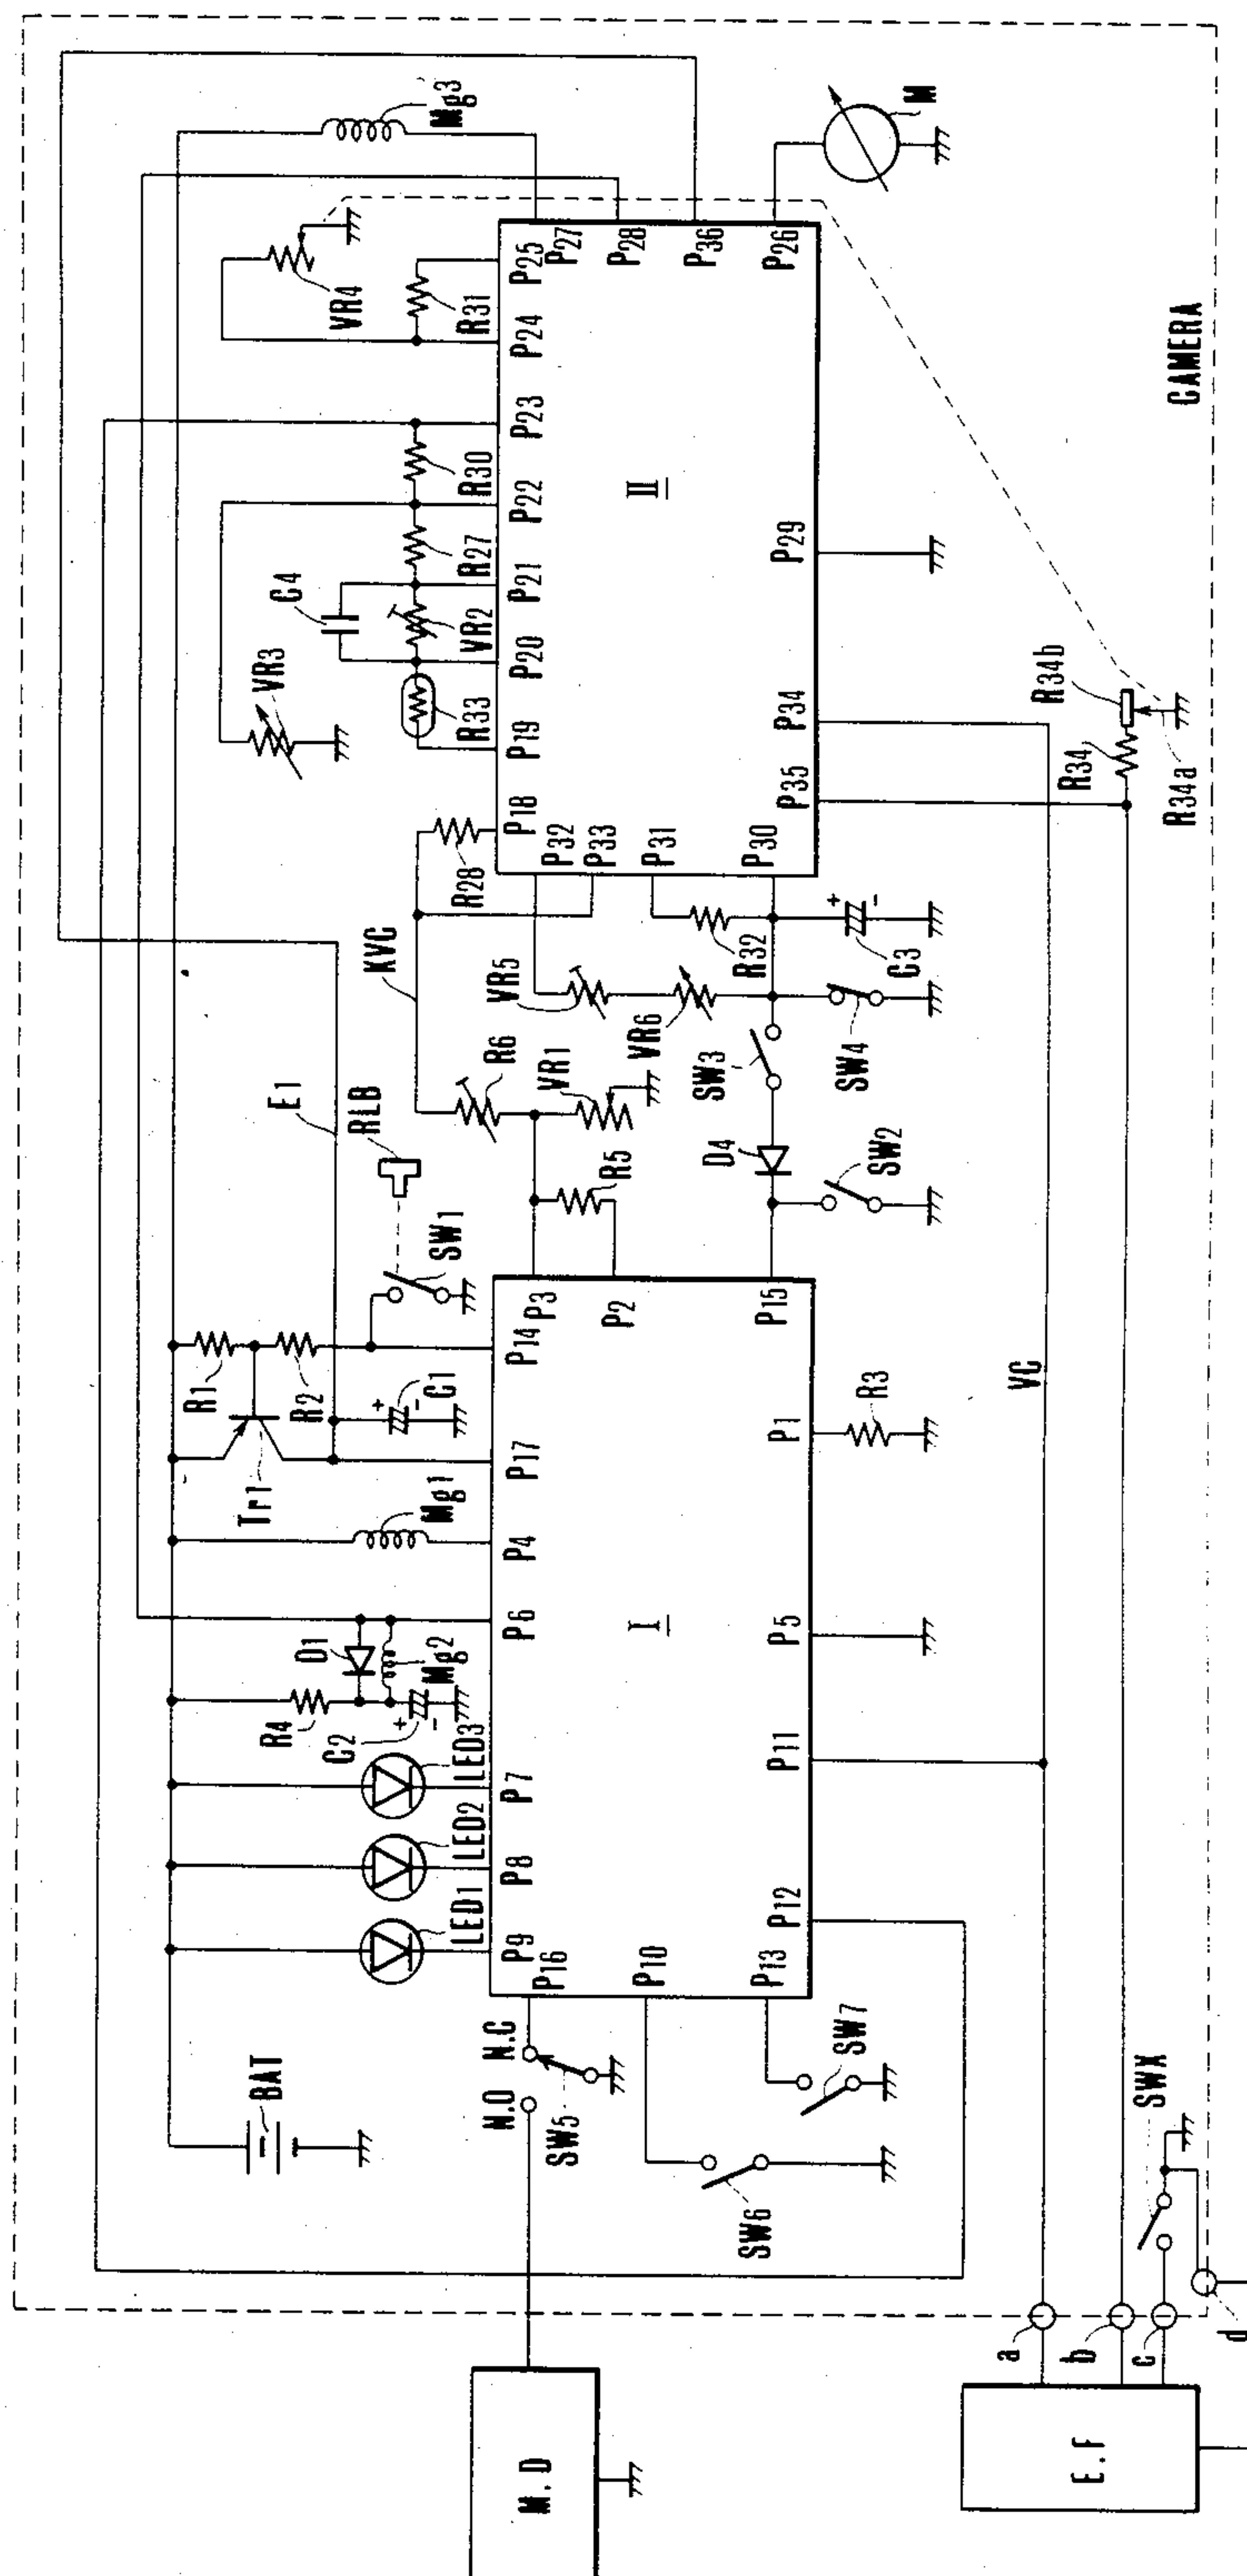 CAMERA
M
Mg3
VR4
R31
P25
P27
P28
P36
P26
P24
P23
P22
P21
P20
P19
P18
R30
R27
VR2
C4
VR3
R33
R28
II
P29
P34
P35
P32
P33
P31
P30
R34b
R34
R34a
KVC
VR5
VR6
R32
C3
SW3
SW4
R6
VR1
R5
D4
SW2
E1
RLB
SW1
R1
R2
Tr1
C1
Mg1
P14
P17
P4
P6
P7
P8
P9
P3
P2
P15
P1
P5
P11
P12
P13
P10
P16
I
R3
VC
D1
Mg2
R4
C2
LED3
LED2
LED1
BAT
N.O
N.C
SW5
SW7
SW6
SWX
a
b
c
d
M.D
E.F
+
-
+
-
+
-